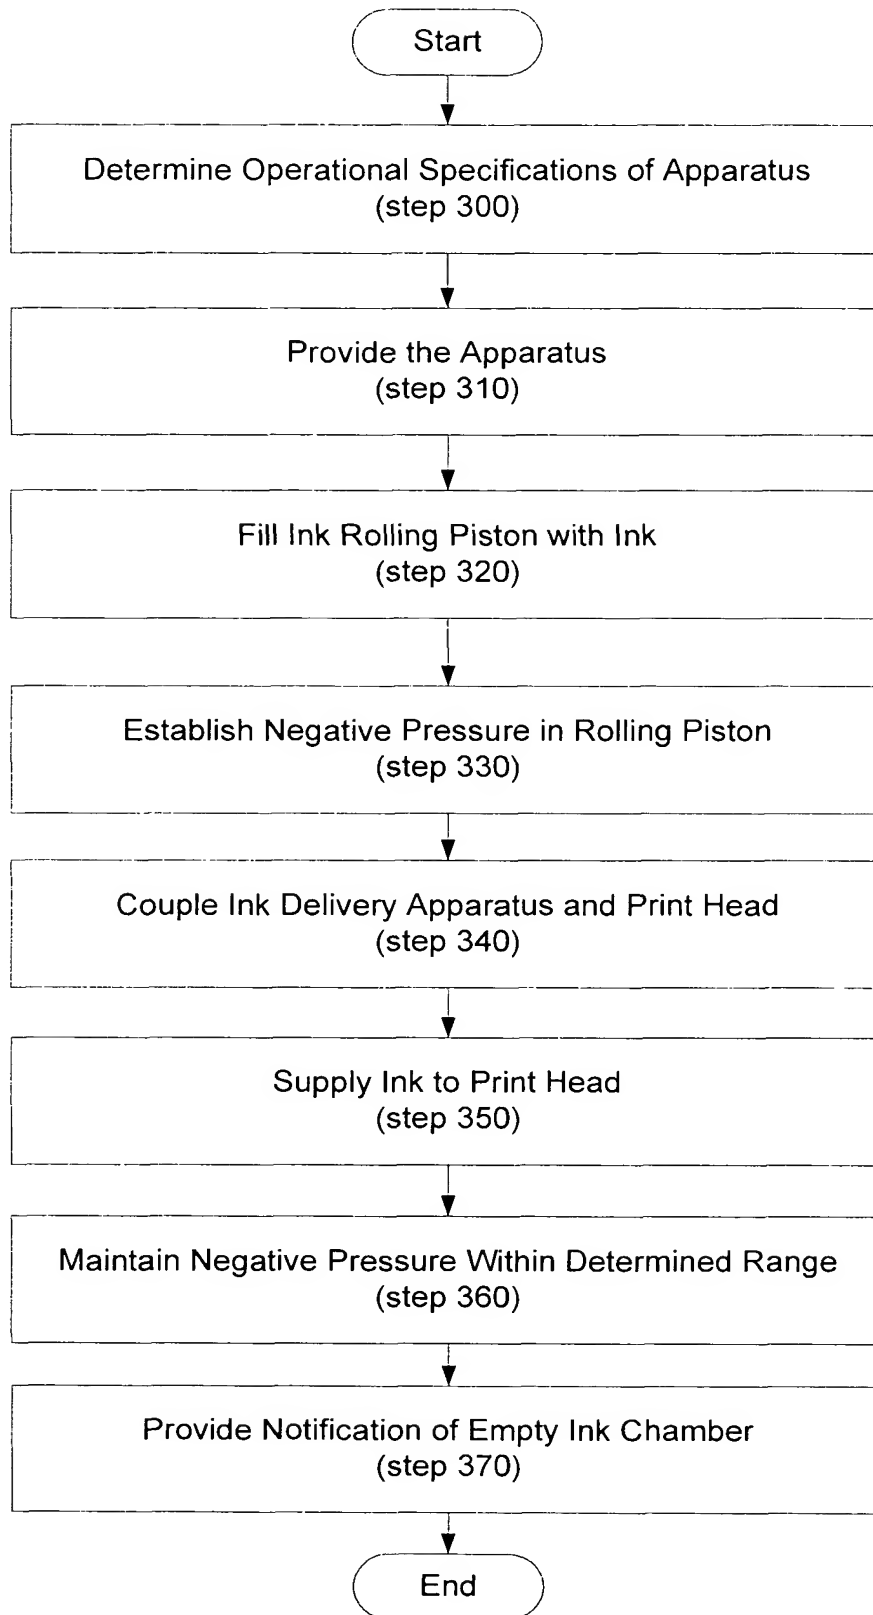 Start
Determine Operational Specifications of Apparatus
(step 300)
Provide the Apparatus
(step 310)
Fill Ink Rolling Piston with Ink
(step 320)
Establish Negative Pressure in Rolling Piston
(step 330)
Couple Ink Delivery Apparatus and Print Head
(step 340)
Supply Ink to Print Head
(step 350)
Maintain Negative Pressure Within Determined Range
(step 360)
Provide Notification of Empty Ink Chamber
(step 370)
End